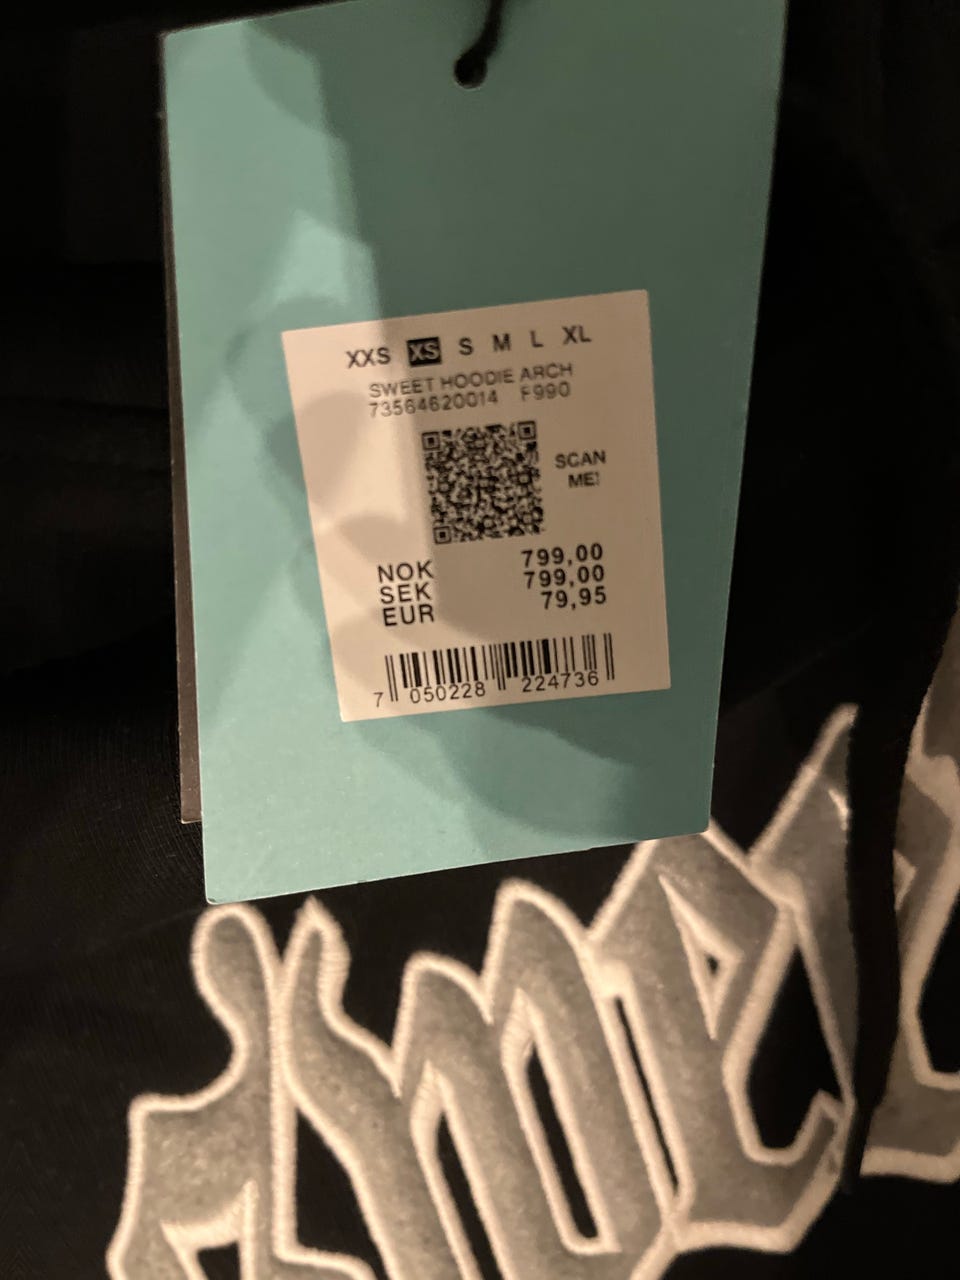 XXS XS S M L XL
SWEET HOODIE ARCH
73564620014 F990
SCAN
ME!
NOK 799,00
SEK 799,00
EUR 79,95
7 050228 224736